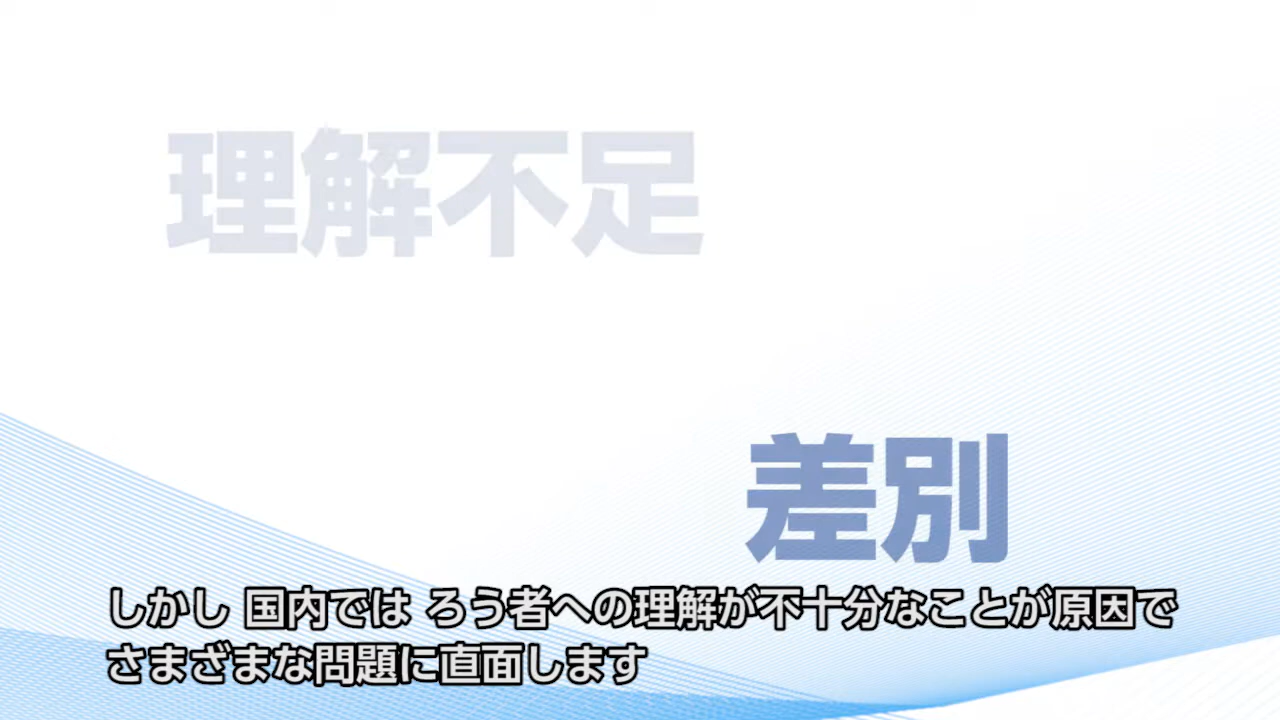 理解不足
差別
しかし 国内では ろう者への理解が不十分なことが原因で
さまざまな問題に直面します